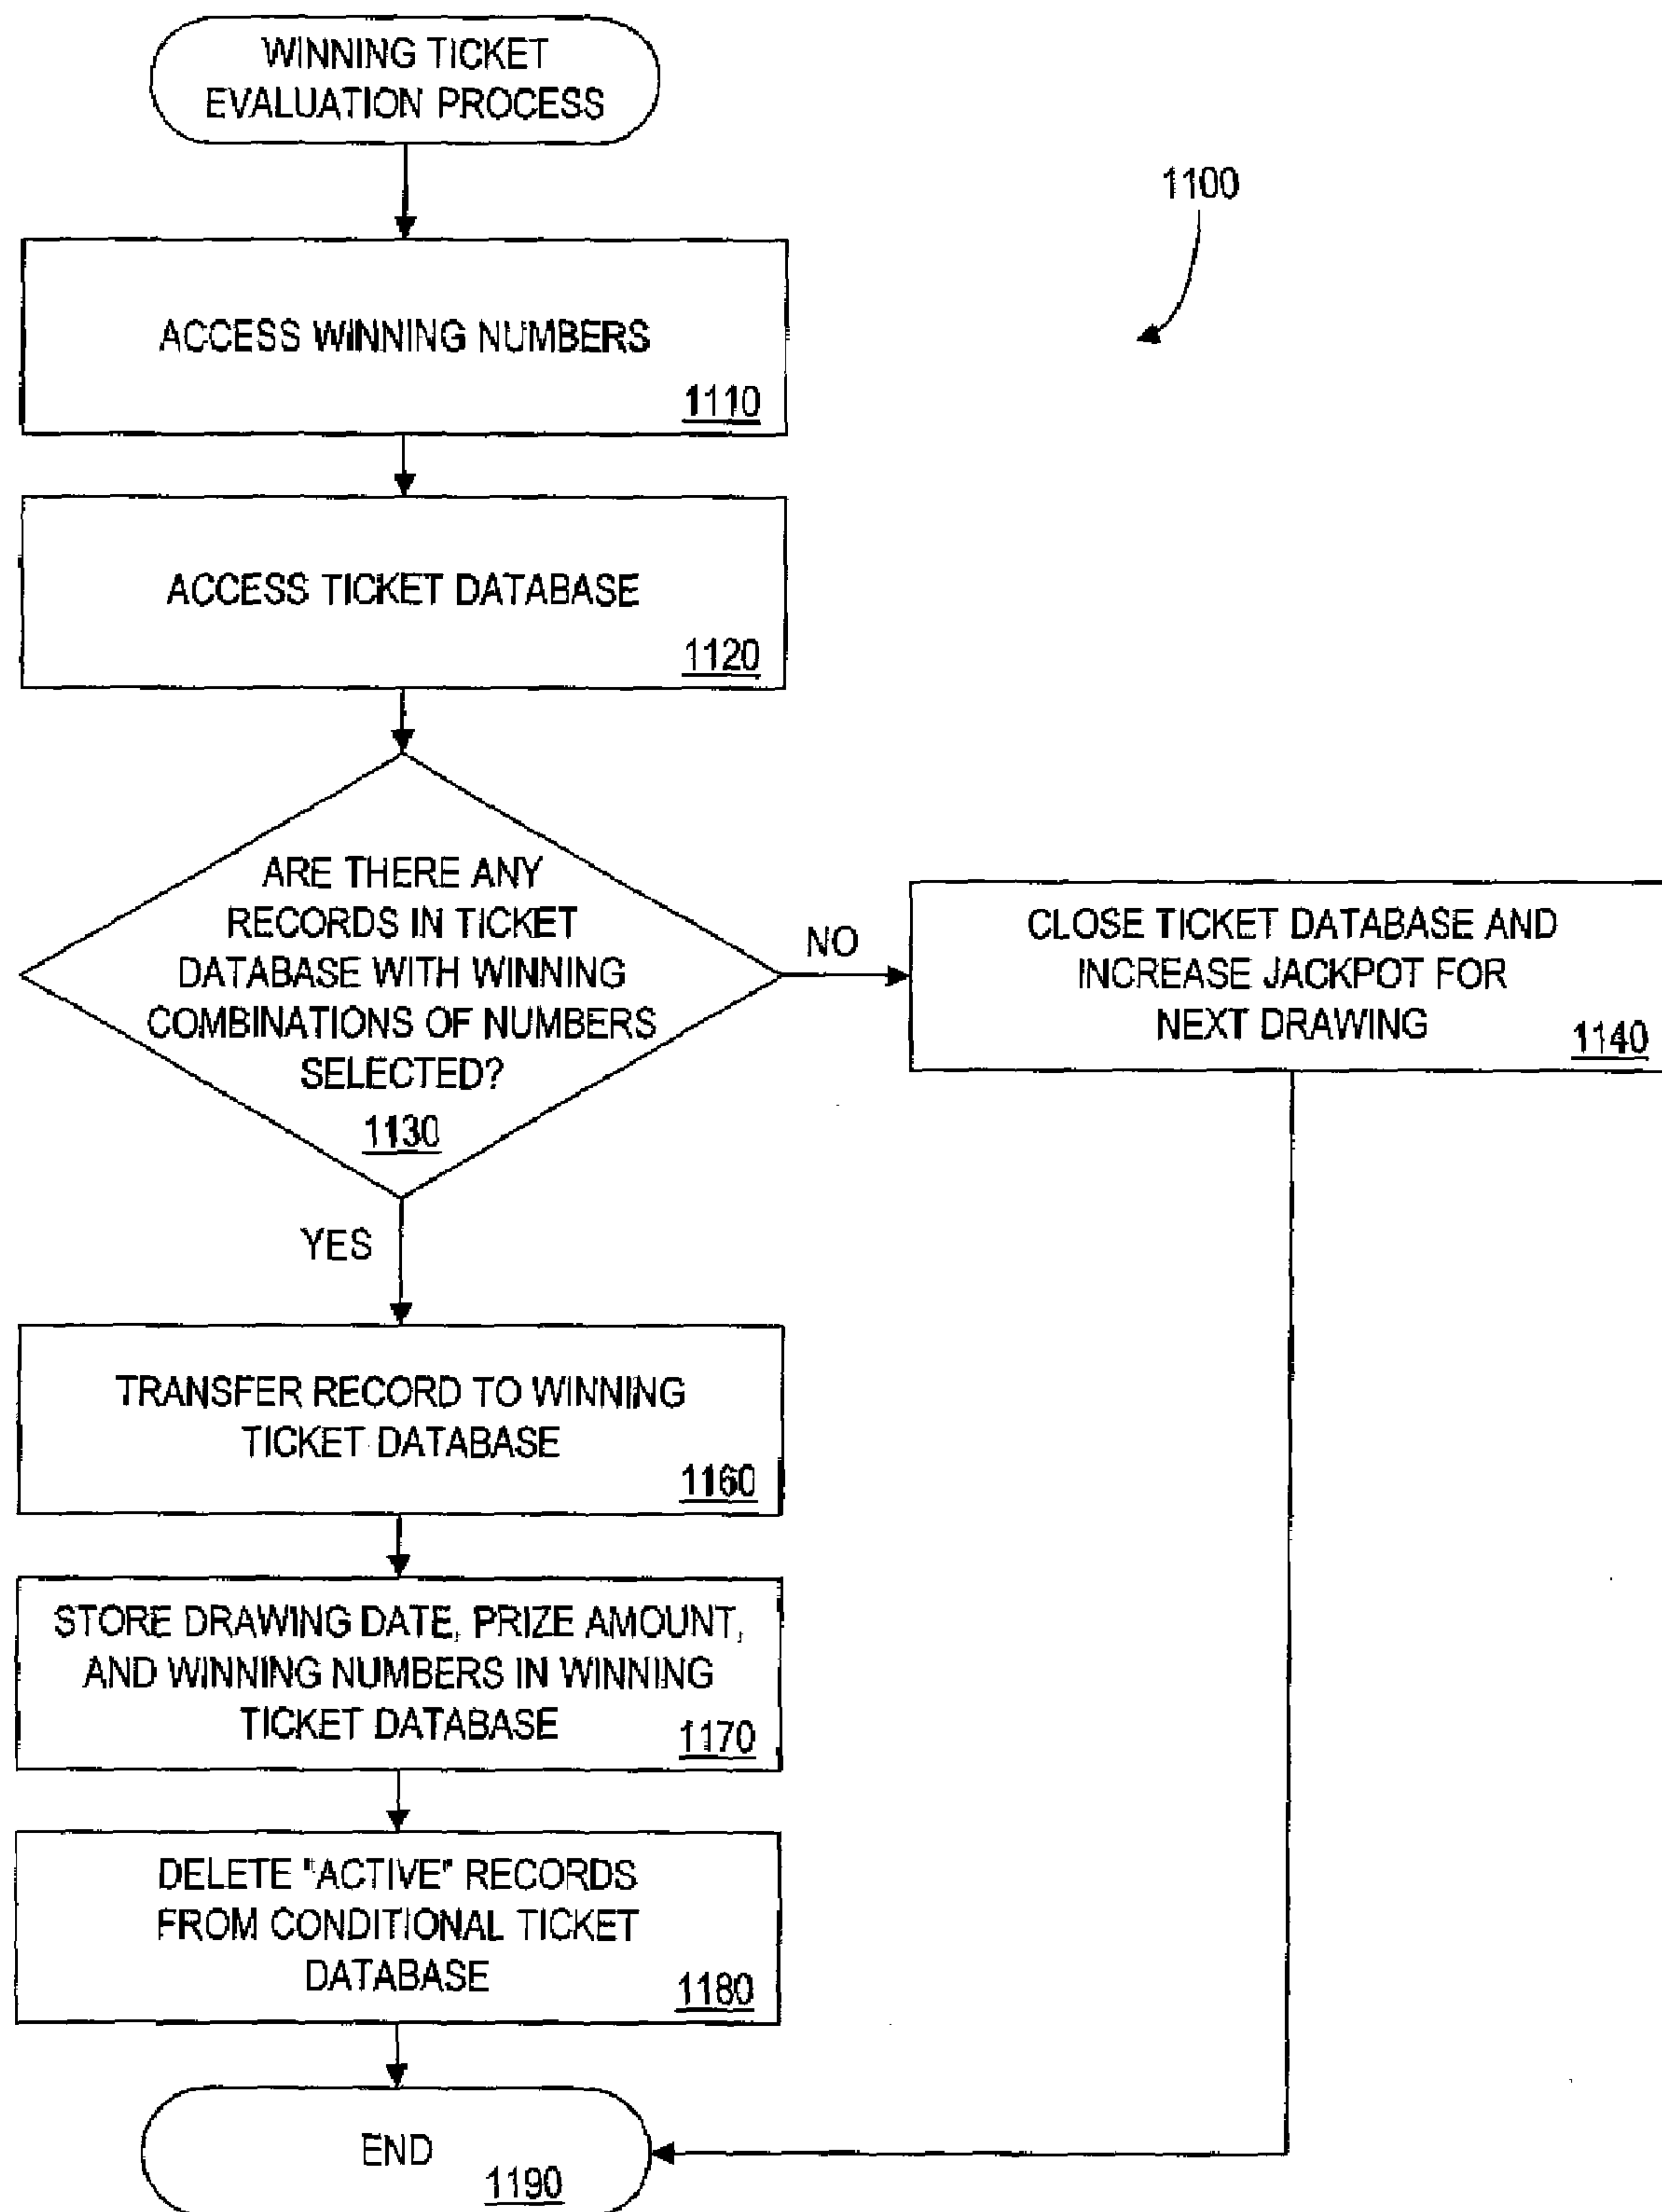 WINNING TICKET
EVALUATION PROCESS
1100
ACCESS WINNING NUMBERS
1110
ACCESS TICKET DATABASE
1120
ARE THERE ANY
RECORDS IN TICKET
DATABASE WITH WINNING
COMBINATIONS OF NUMBERS
SELECTED?
1130
NO
CLOSE TICKET DATABASE AND
INCREASE JACKPOT FOR
NEXT DRAWING
1140
YES
TRANSFER RECORD TO WINNING
TICKET DATABASE
1160
STORE DRAWING DATE, PRIZE AMOUNT,
AND WINNING NUMBERS IN WINNING
TICKET DATABASE
1170
DELETE "ACTIVE" RECORDS
FROM CONDITIONAL TICKET
DATABASE
1180
END
1190